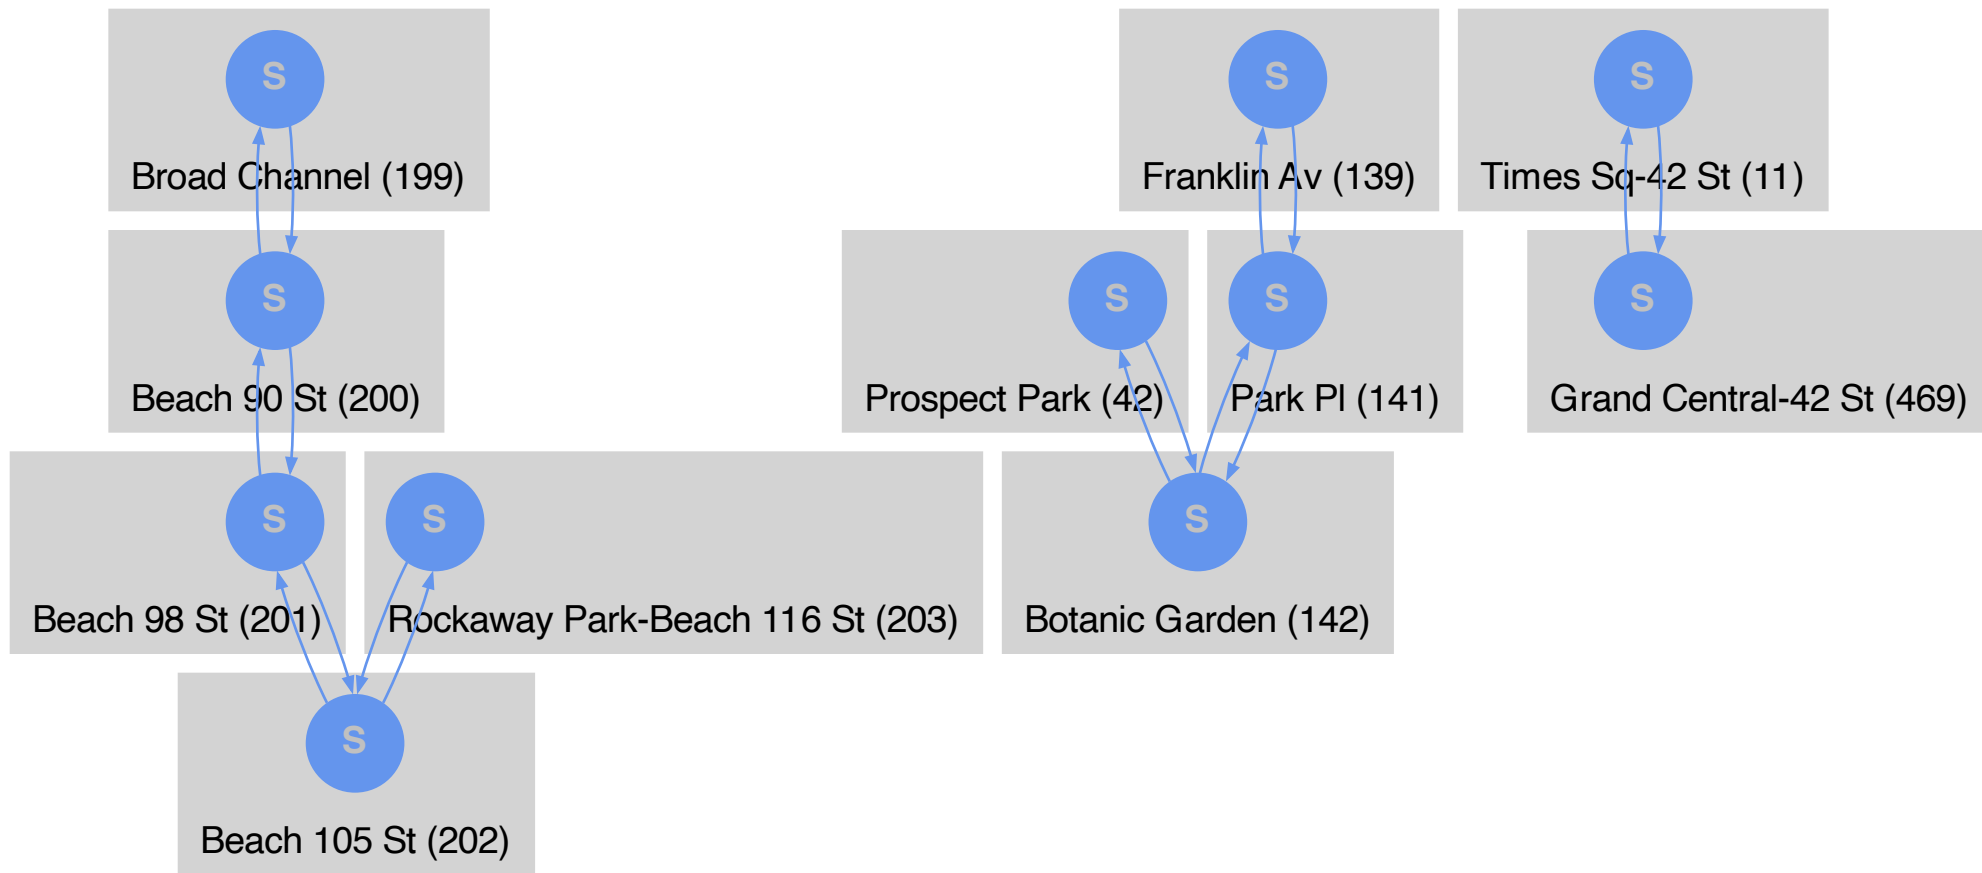 S
S
S
Broad Channel (199)
Franklin Av (139)
Times Sq-42 St (11)
S
S
S
S
Beach 90 St (200)
Prospect Park (42)
Park Pl (141)
Grand Central-42 St (469)
S
S
S
Beach 98 St (201)
Rockaway Park-Beach 116 St (203)
Botanic Garden (142)
S
Beach 105 St (202)